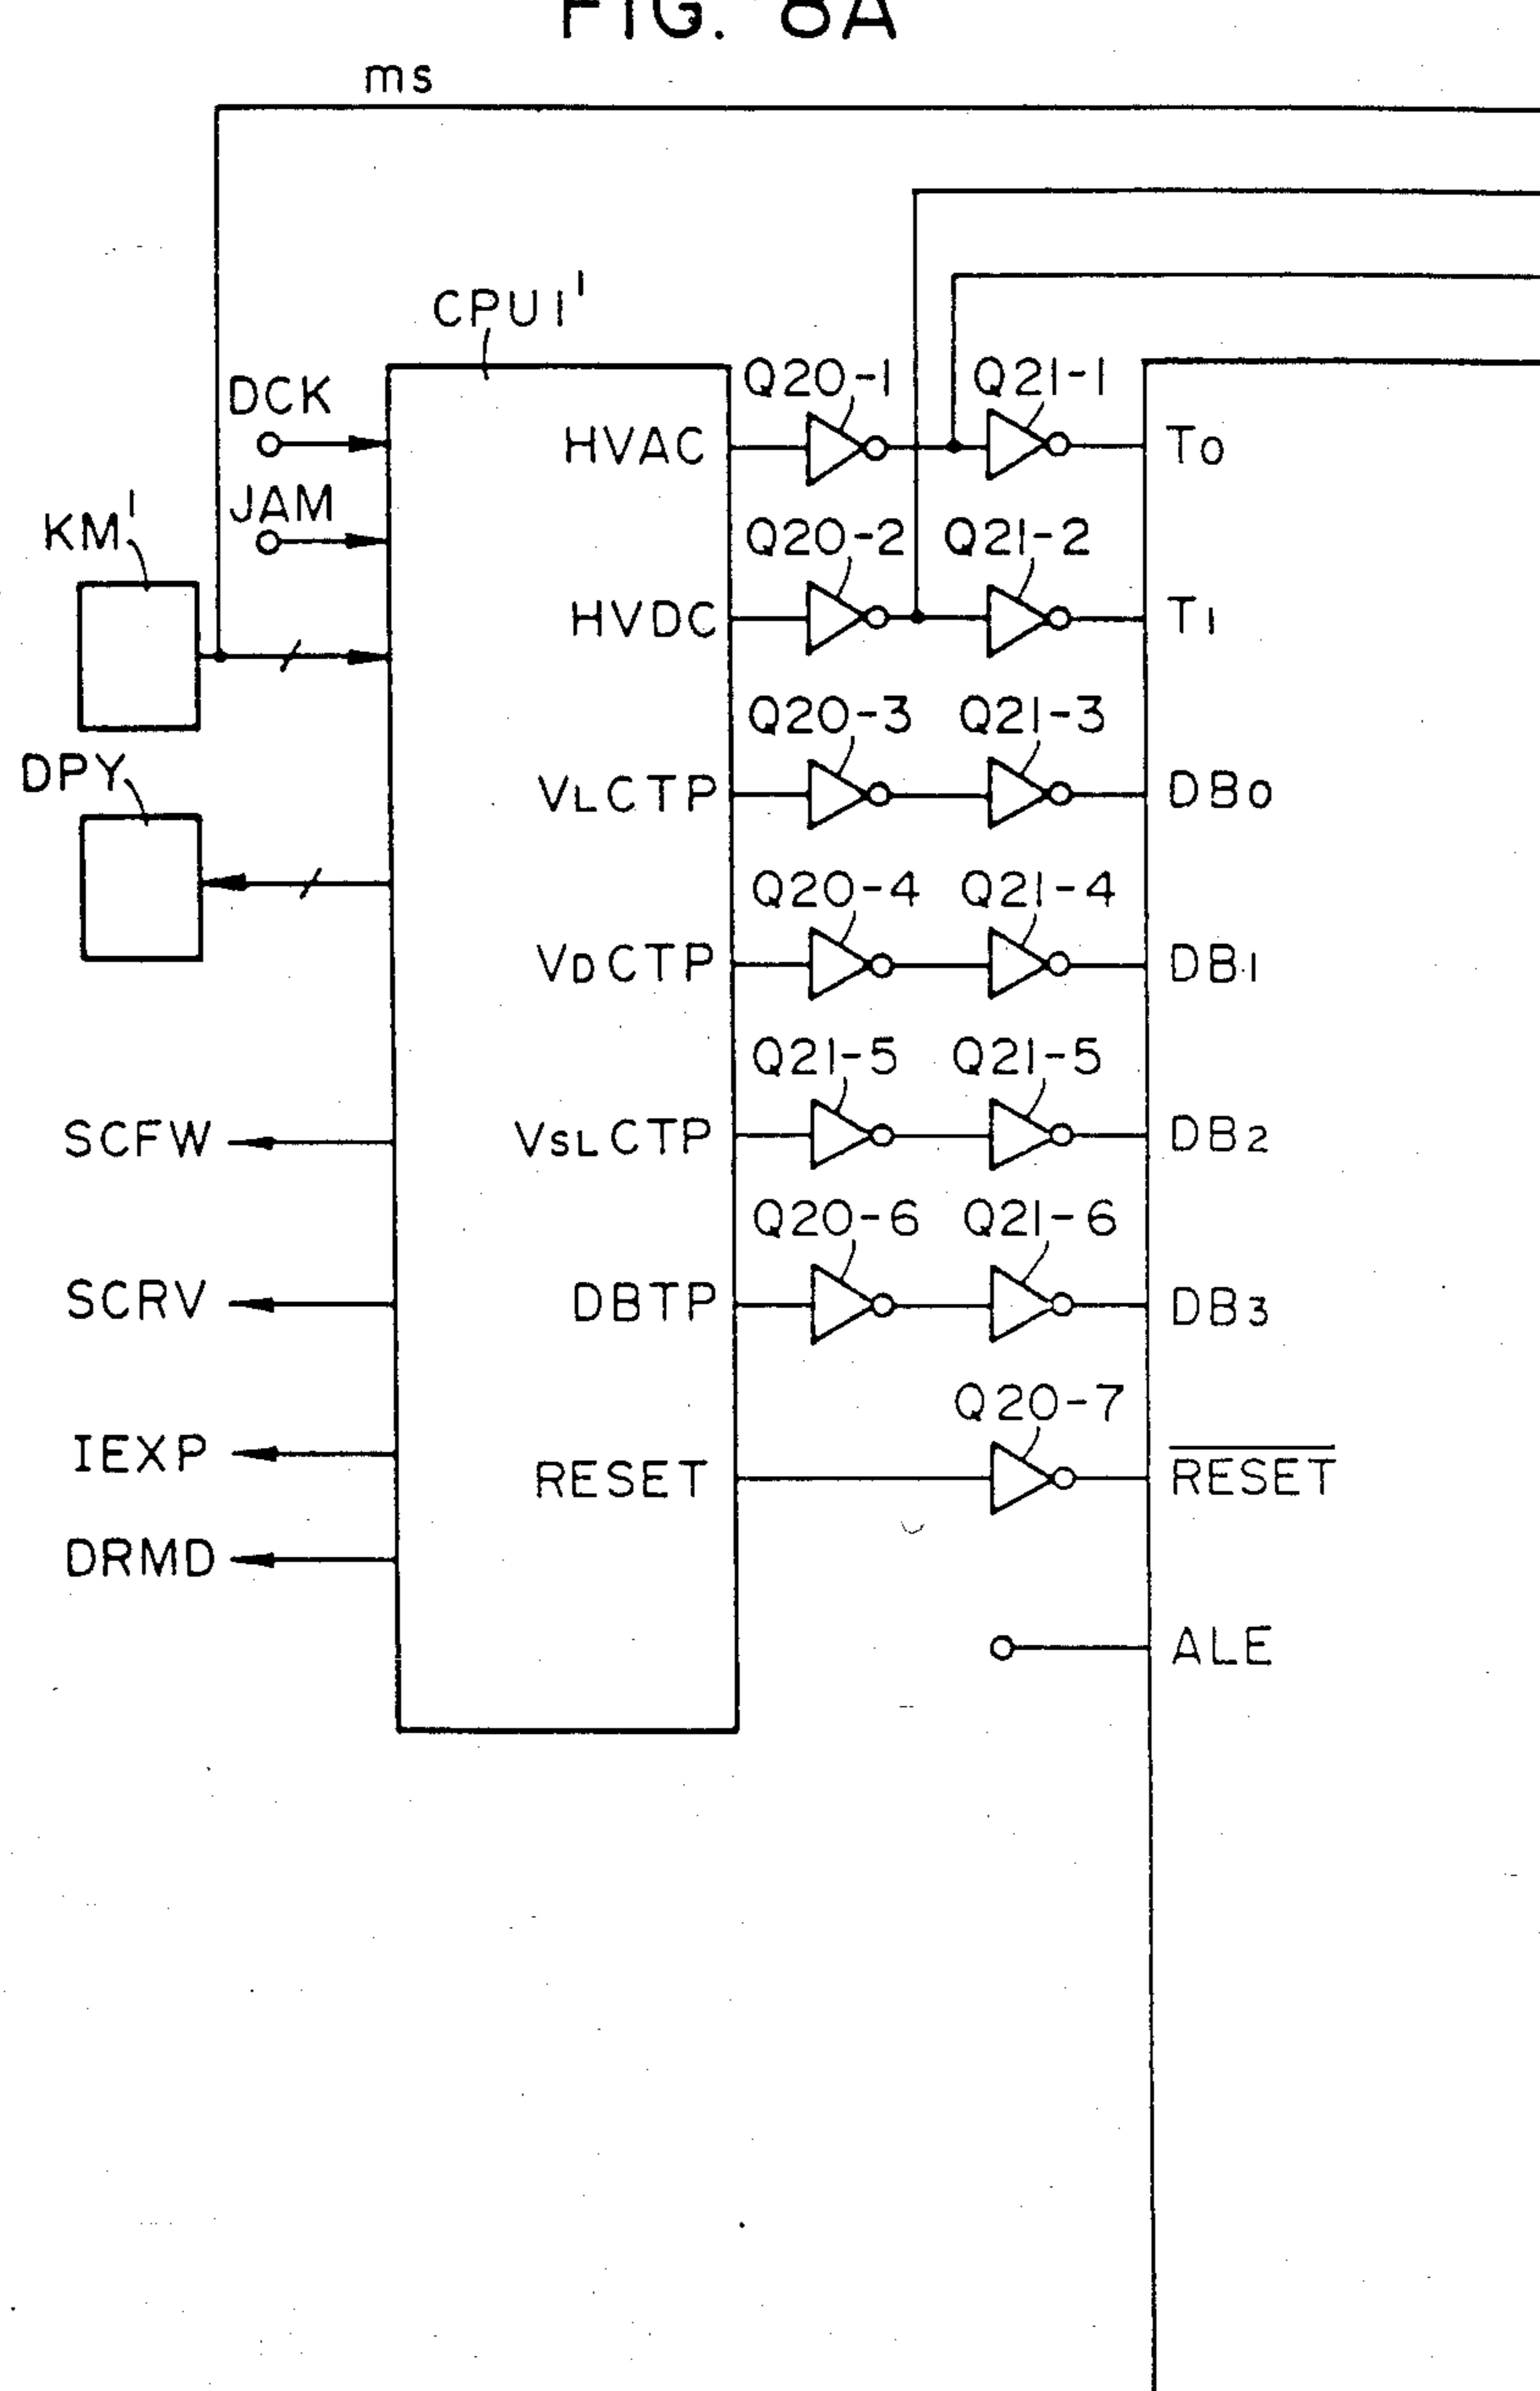 FIG. 8A
ms
CPU1'
DCK
JAM
KM'
DPY
SCFW
SCRV
IEXP
DRMD
HVAC
Q20-1
Q21-1
T0
HVDC
Q20-2
Q21-2
T1
VLCTP
Q20-3
Q21-3
DB0
VDCTP
Q20-4
Q21-4
DB1
VSLCTP
Q21-5
Q21-5
DB2
DBTP
Q20-6
Q21-6
DB3
RESET
Q20-7
RESET
ALE